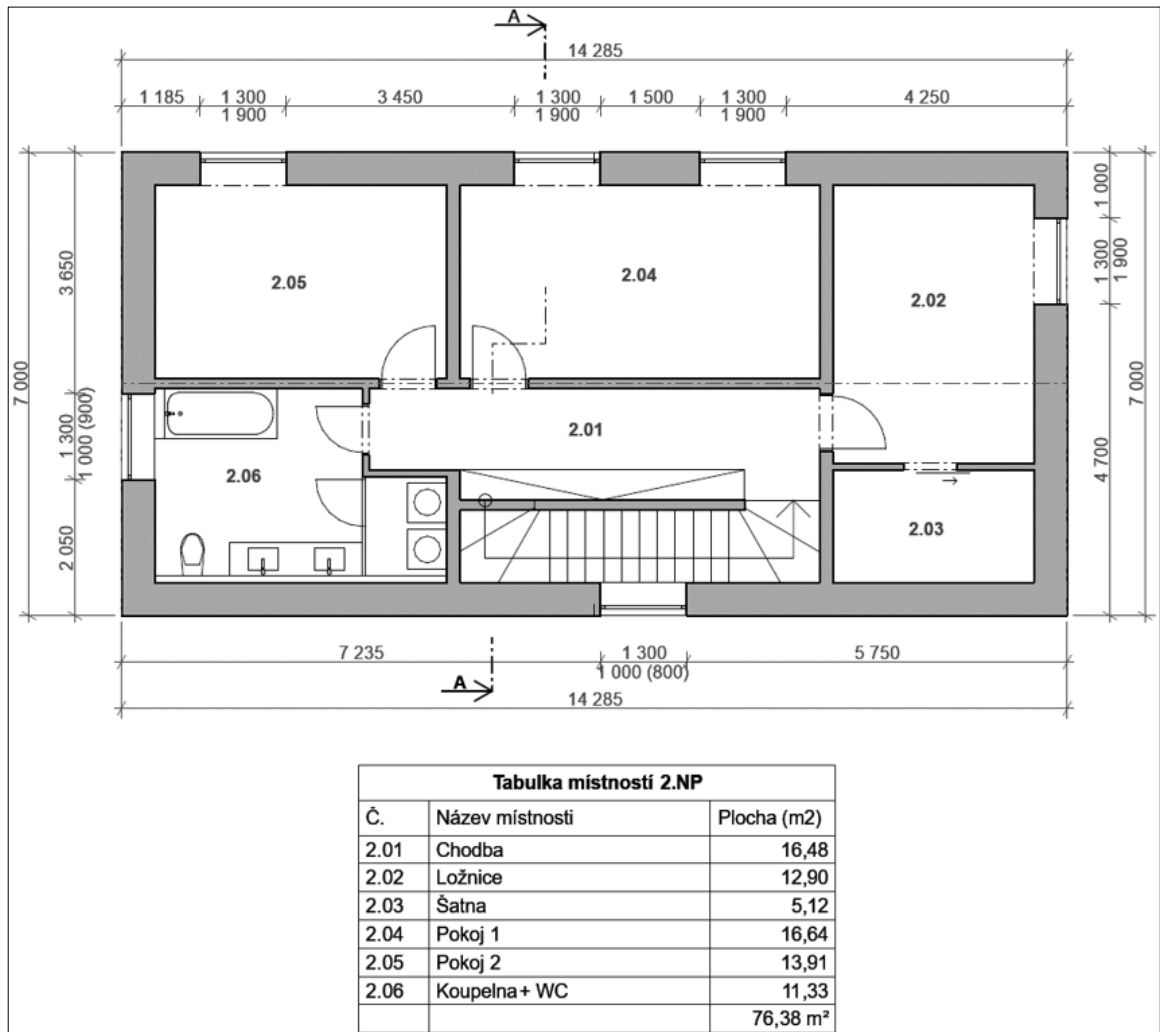 A
14 285
1 185 1 300 3 450 1 300 1 500 1 300 4 250
1 900 1 900 1 900
7 000
3 650
1 300
1 000 (900)
2 050
2.05
2.04
2.02
2.01
2.06
2.03
1 000
1 300
1 900
4 700
7 000
7 235 1 300 5 750
1 000 (800)
A
14 285
Tabulka místností 2.NP
Č. Název místnosti Plocha (m2)
2.01 Chodba 16,48
2.02 Ložnice 12,90
2.03 Šatna 5,12
2.04 Pokoj 1 16,64
2.05 Pokoj 2 13,91
2.06 Koupelna+ WC 11,33
76,38 m²